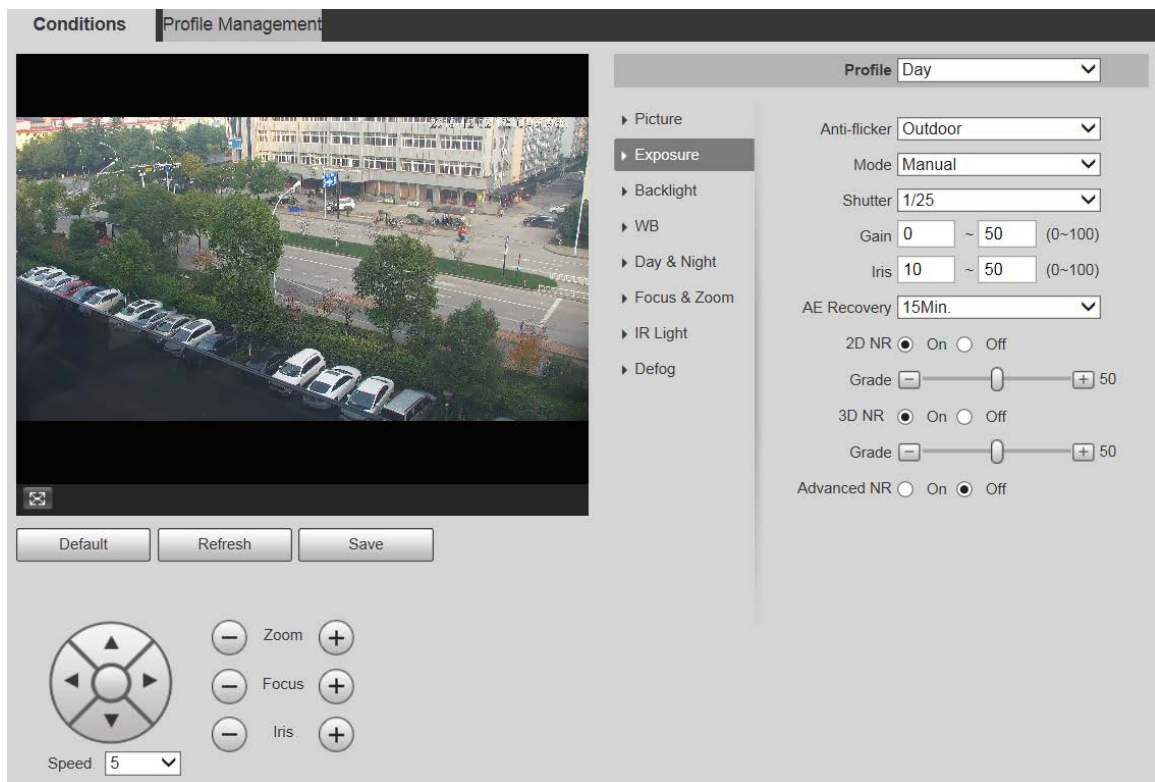 Conditions
Profile Management
Profile Day
Picture
Exposure
Backlight
WB
Day & Night
Focus & Zoom
IR Light
Defog
Anti-flicker Outdoor
Mode Manual
Shutter 1/25
Gain 0 ~ 50 (0~100)
Iris 10 ~ 50 (0~100)
AE Recovery 15Min.
2D NR On Off
Grade 50
3D NR On Off
Grade 50
Advanced NR On Off
Default
Refresh
Save
Zoom
Focus
Iris
Speed 5